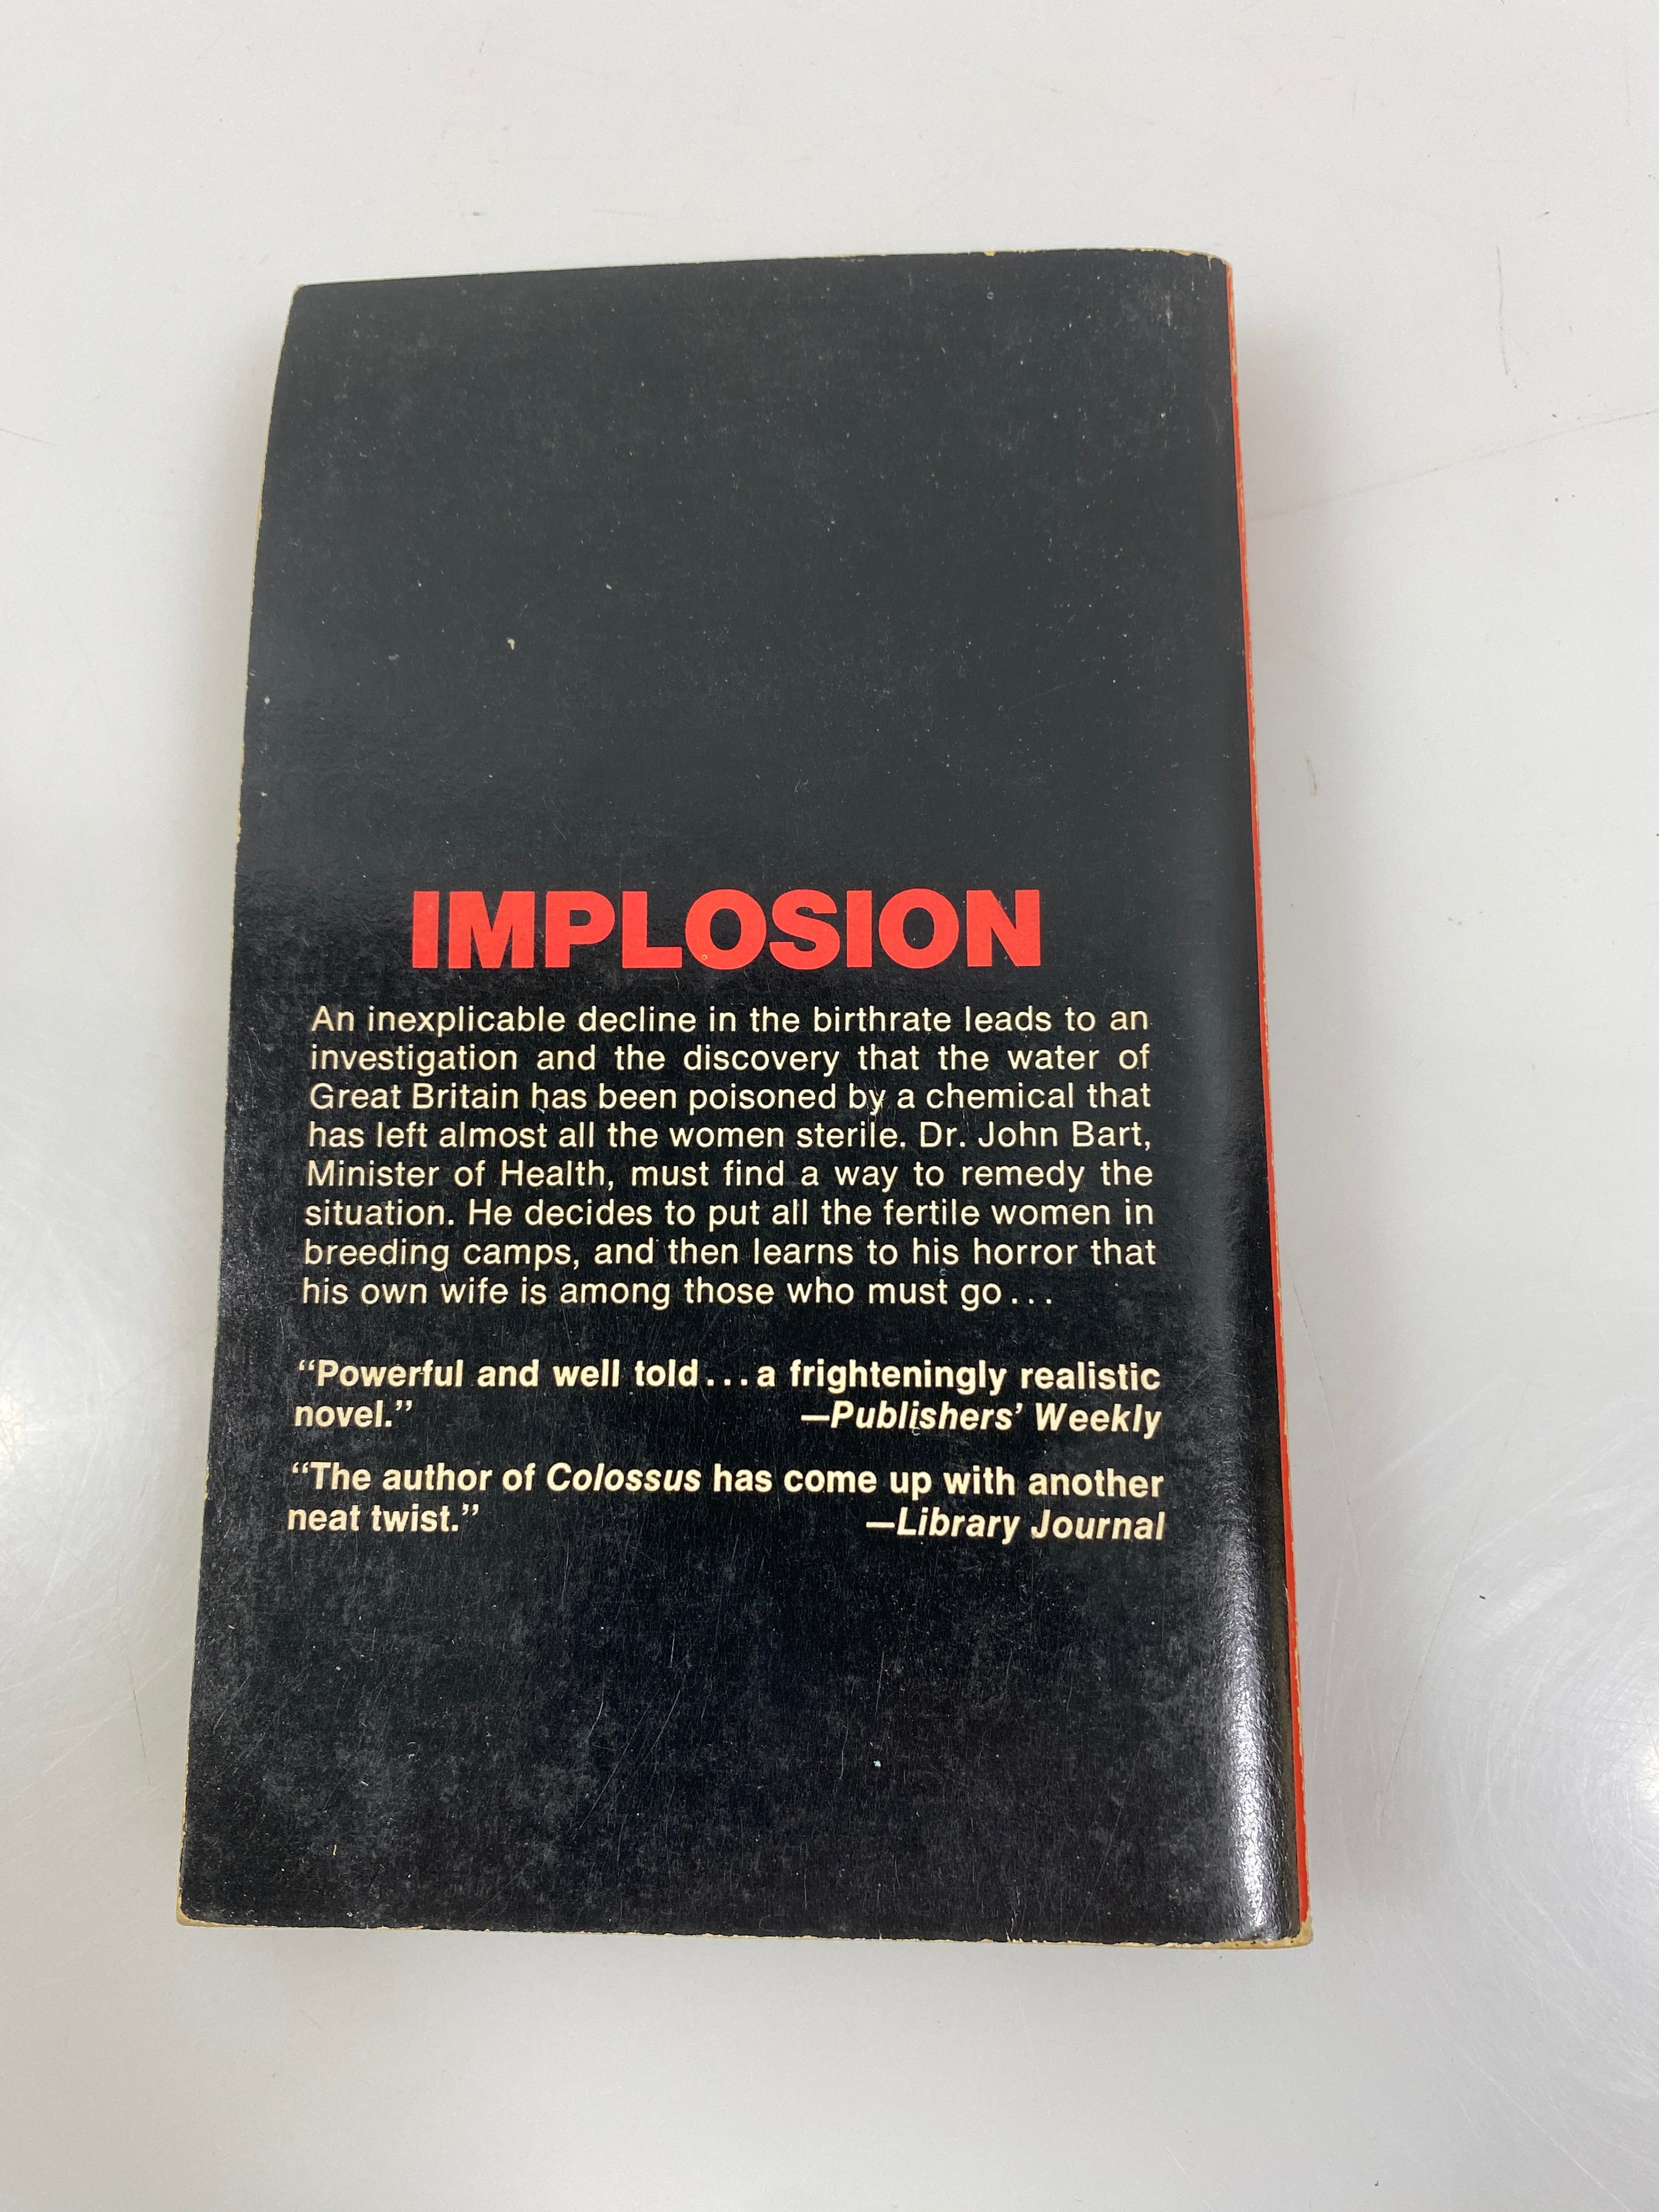 IMPLOSION
An inexplicable decline in the birthrate leads to an
investigation and the discovery that the water of
Great Britain has been poisoned by a chemical that
has left almost all the women sterile. Dr. John Bart,
Minister of Health, must find a way to remedy the
situation. He decides to put all the fertile women in
breeding camps, and then learns to his horror that
his own wife is among those who must go...
“Powerful and well told...a frighteningly realistic
novel.” —Publishers’ Weekly
“The author of Colossus has come up with another
neat twist.” —Library Journal